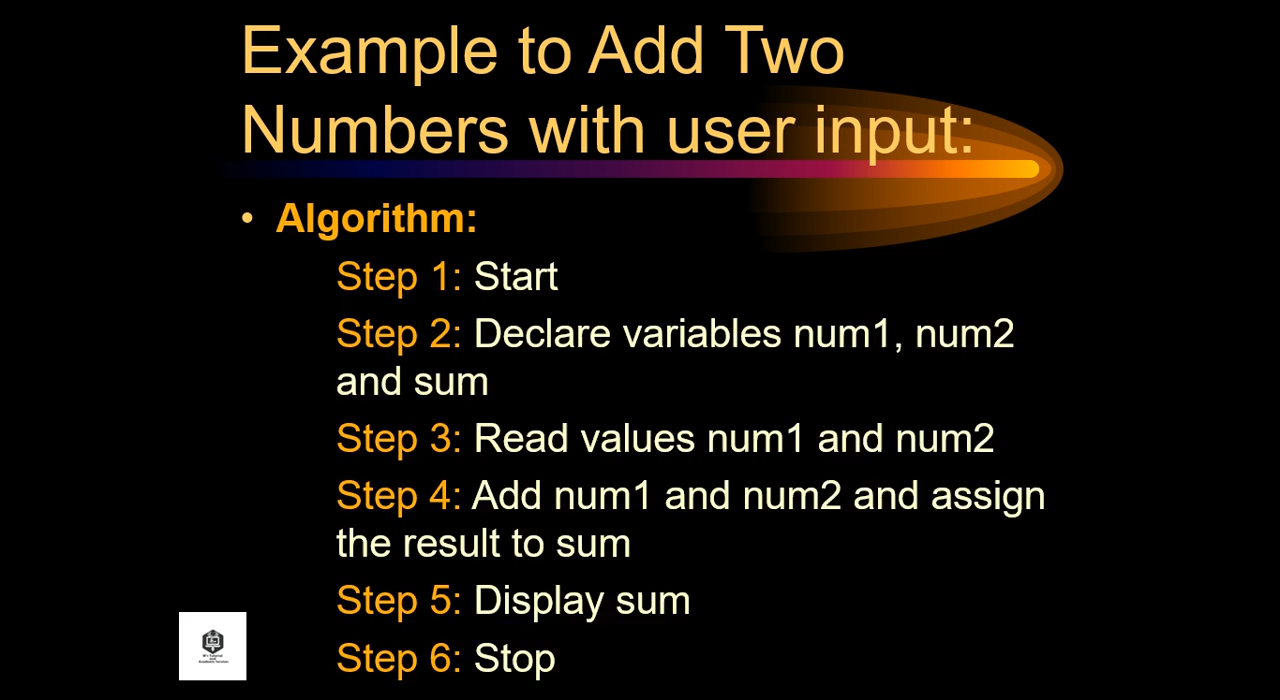 Example to Add Two
Numbers with user input:
• Algorithm:
Step 1: Start
Step 2: Declare variables num1, num2
and sum
Step 3: Read values num1 and num2
Step 4: Add num1 and num2 and assign
the result to sum
Step 5: Display sum
Step 6: Stop